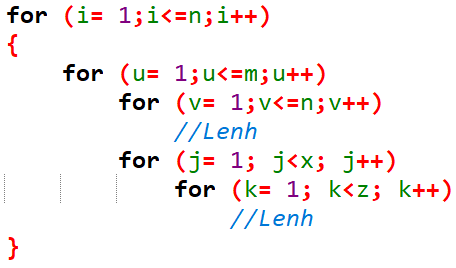 for (i= 1;i<=n;i++)
{
    for (u= 1;u<=m;u++)
        for (v= 1;v<=n;v++)
            //Lenh
        for (j= 1; j<x; j++)
            for (k= 1; k<z; k++)
                //Lenh
}